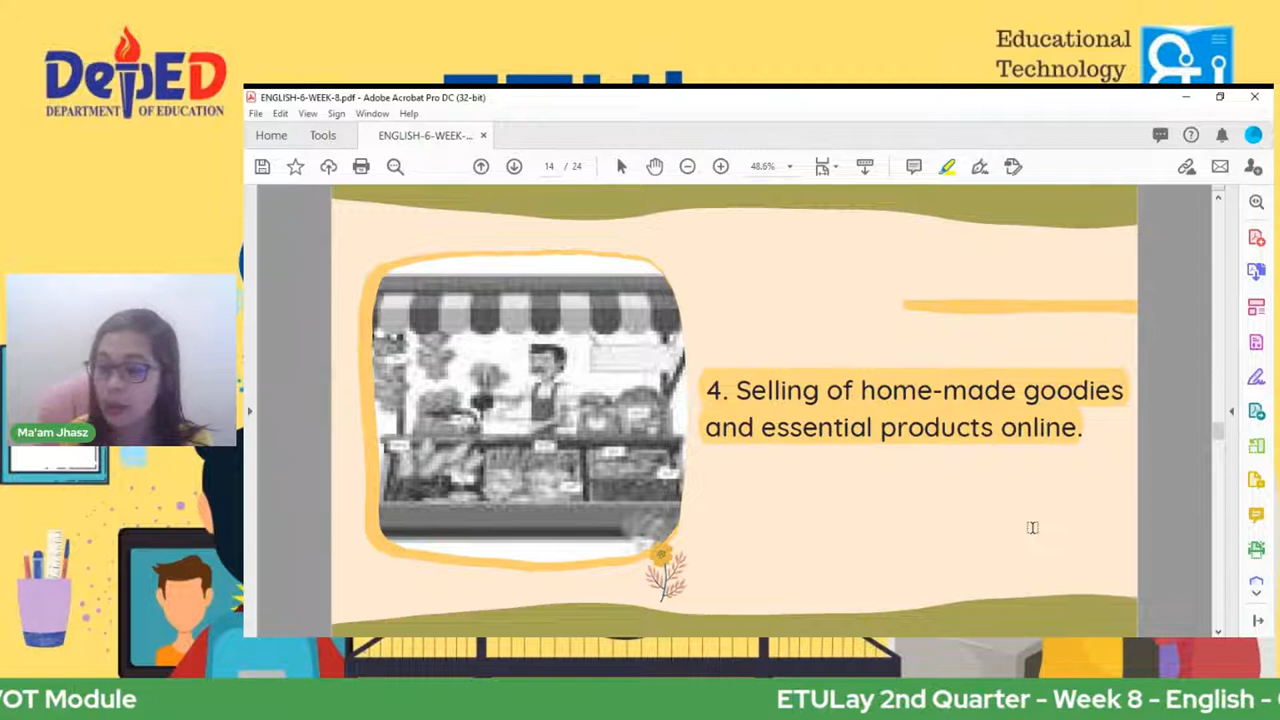 DepED
DEPARTMENT OF EDUCATION
Educational
Technology
ENGLISH-6-WEEK-8.pdf - Adobe Acrobat Pro DC (32-bit)
File Edit View Sign Window Help
Home Tools ENGLISH-6-WEEK-... ×
14 / 24 48.6%
4. Selling of home-made goodies
and essential products online.
Ma'am Jhasz
VOT Module ETULay 2nd Quarter - Week 8 - English -